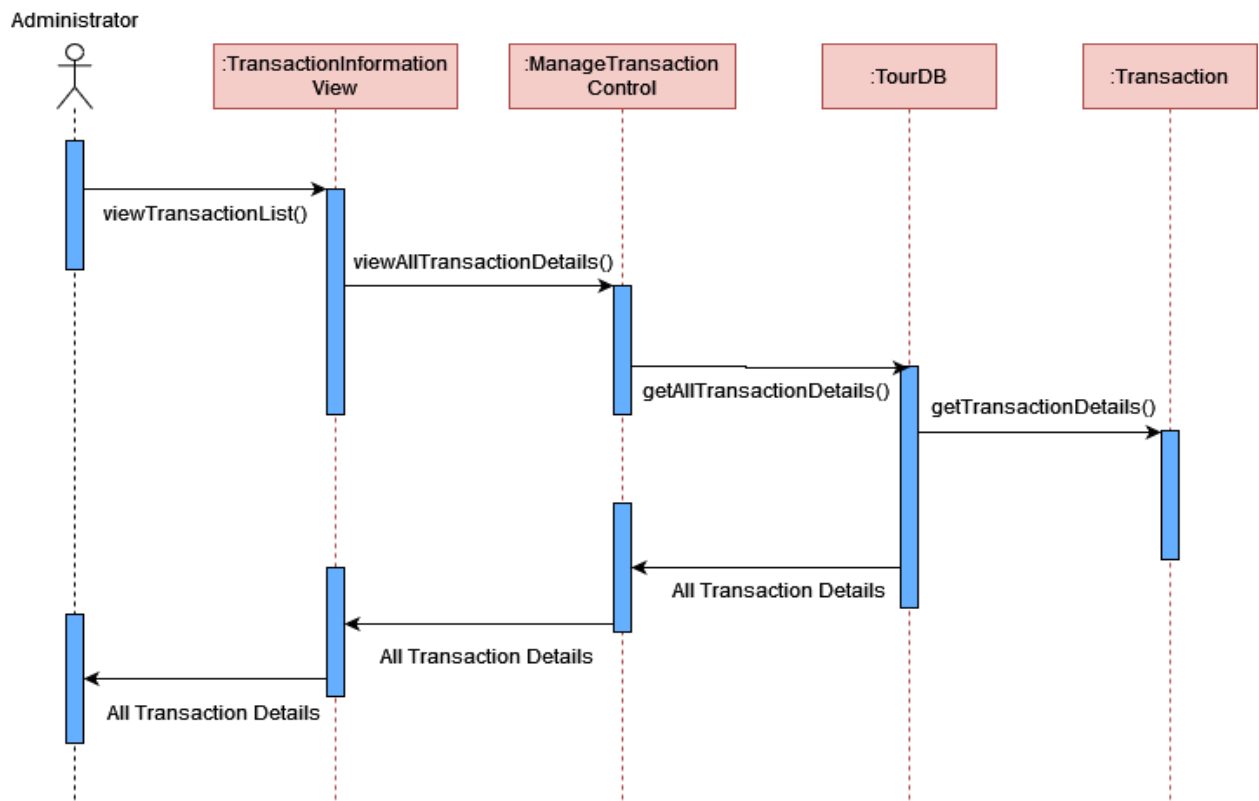 Administrator
:TransactionInformation
View
:ManageTransaction
Control
:TourDB
:Transaction
viewTransactionList()
viewAllTransactionDetails()
getAllTransactionDetails()
getTransactionDetails()
All Transaction Details
All Transaction Details
All Transaction Details